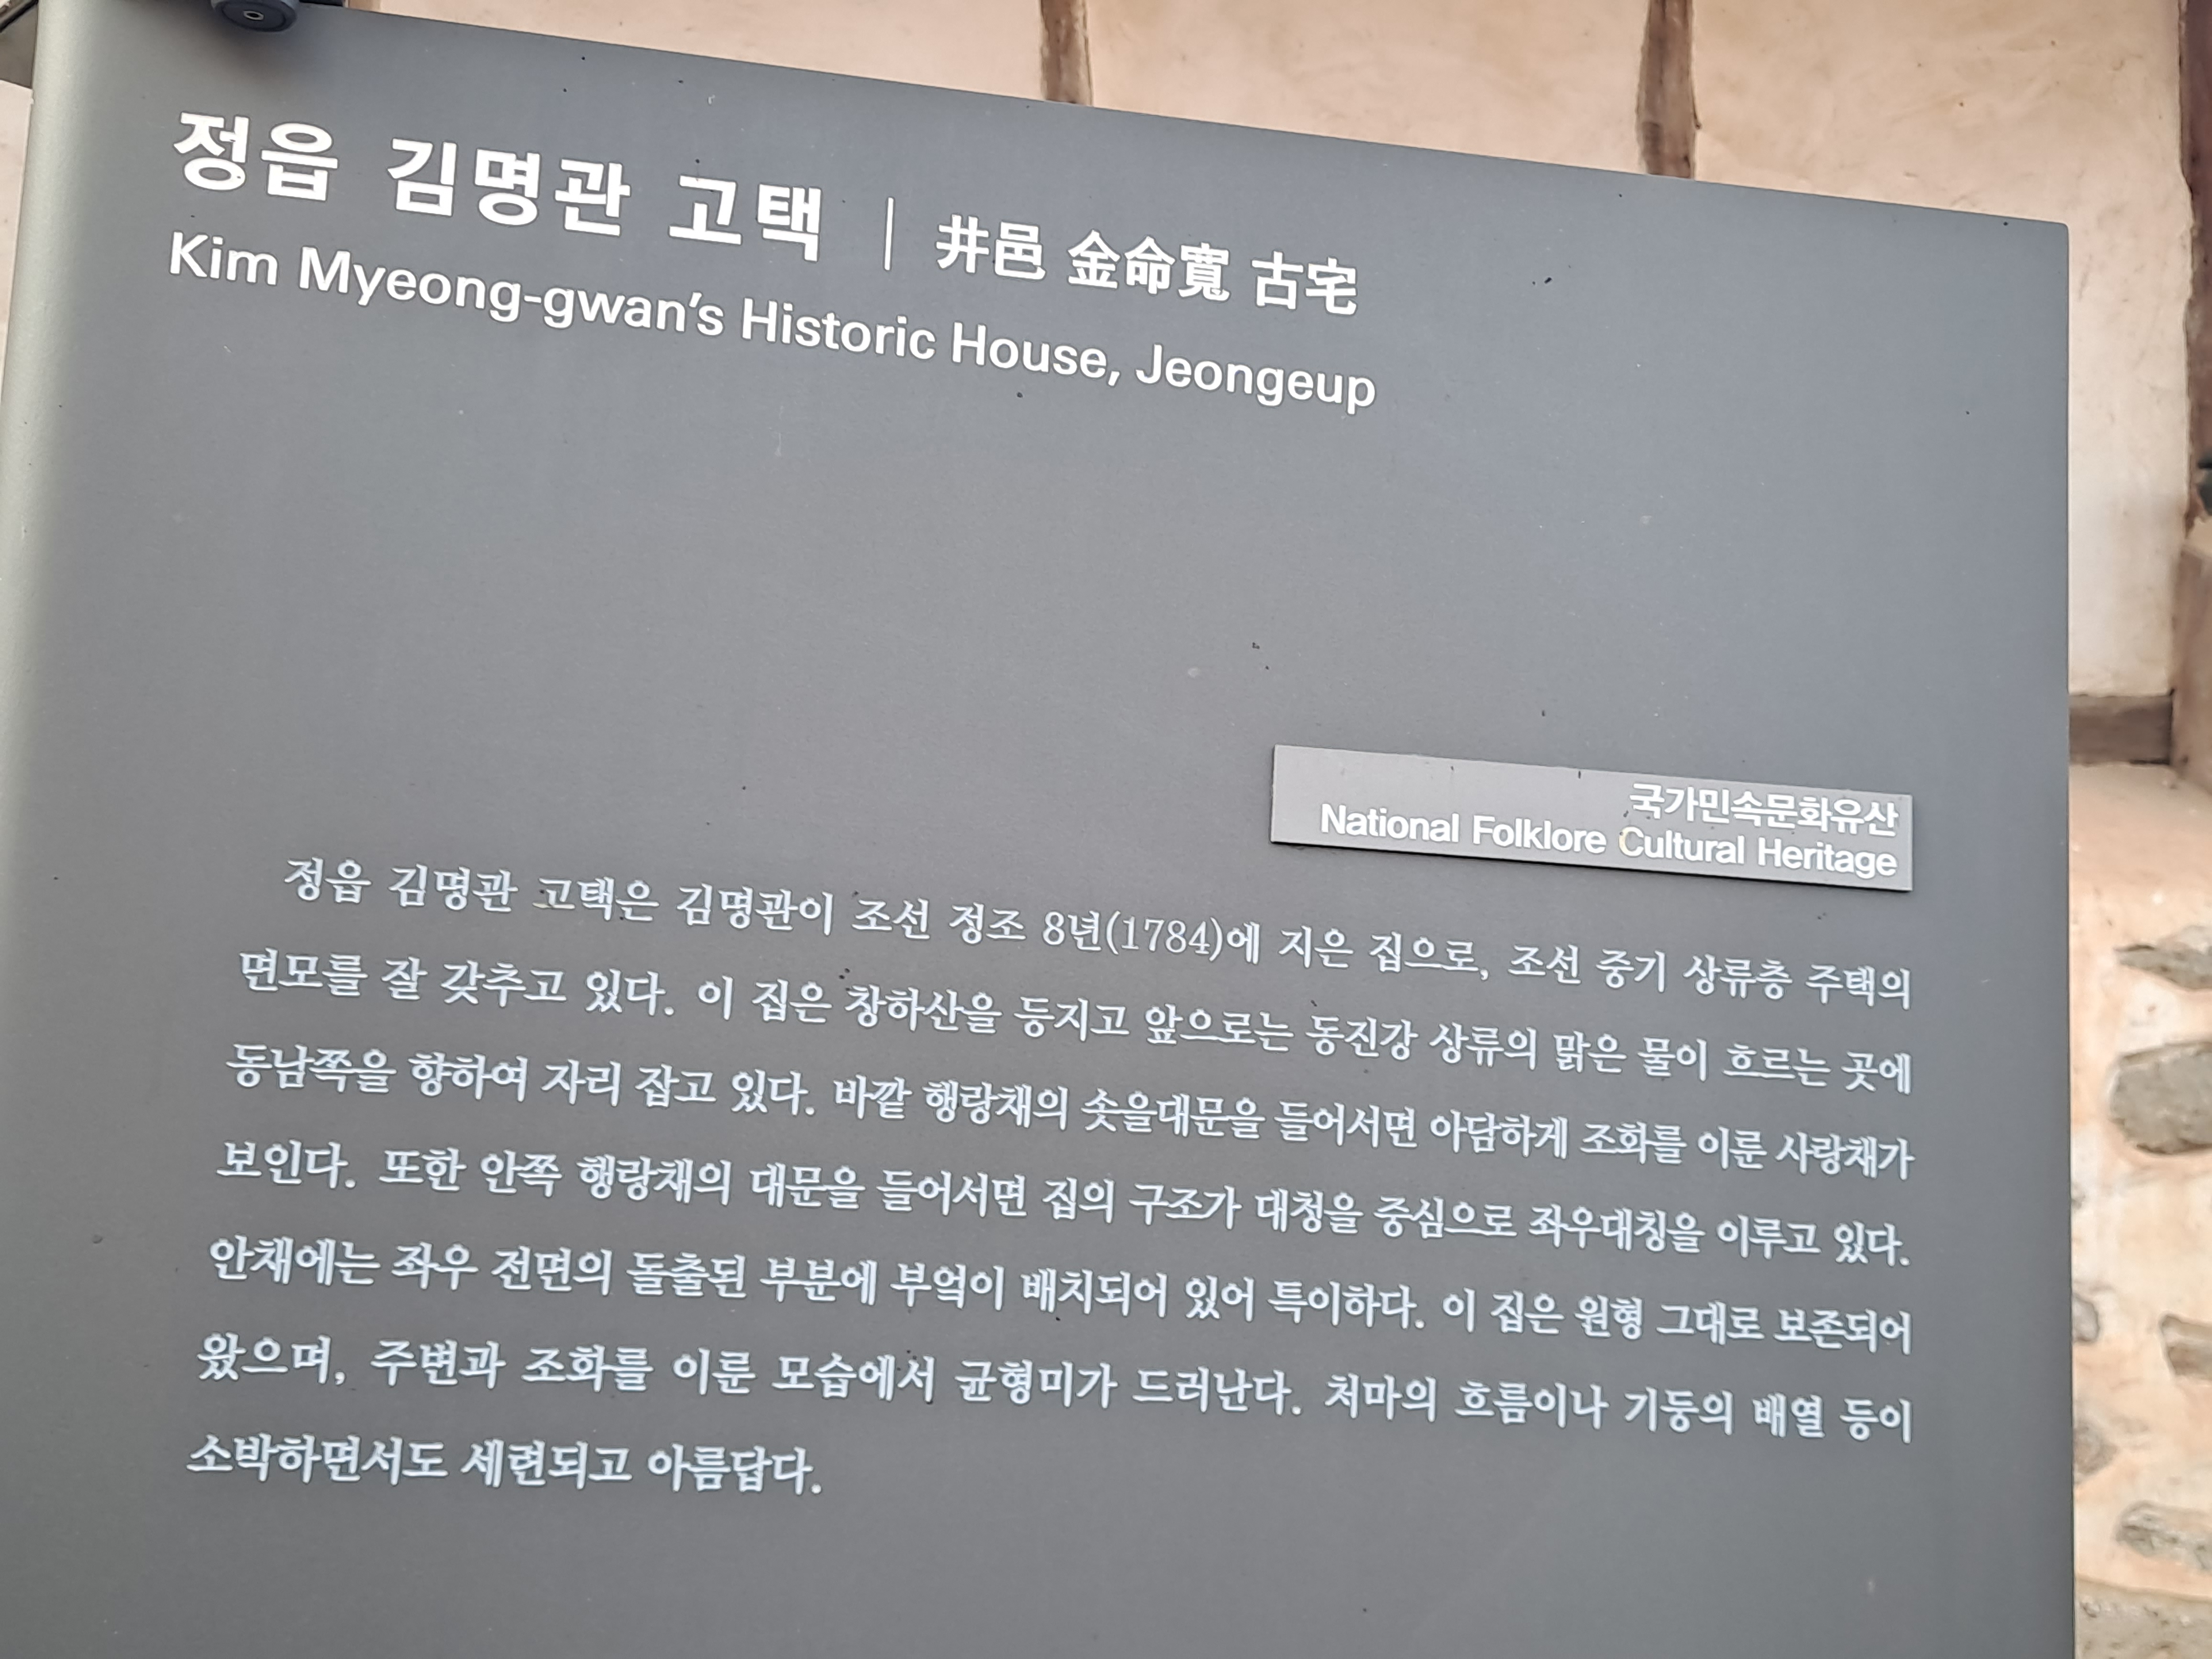 정읍 김명관 고택 | 井邑 金命寬 古宅
Kim Myeong-gwan's Historic House, Jeongeup
국가민속문화유산
National Folklore Cultural Heritage
정읍 김명관 고택은 김명관이 조선 정조 8년(1784)에 지은 집으로, 조선 중기 상류층 주택의
면모를 잘 갖추고 있다. 이 집은 창하산을 등지고 앞으로는 동진강 상류의 맑은 물이 흐르는 곳에
동남쪽을 향하여 자리 잡고 있다. 바깥 행랑채의 솟을대문을 들어서면 아담하게 조화를 이룬 사랑채가
보인다. 또한 안쪽 행랑채의 대문을 들어서면 집의 구조가 대청을 중심으로 좌우대칭을 이루고 있다.
안채에는 좌우 전면의 돌출된 부분에 부엌이 배치되어 있어 특이하다. 이 집은 원형 그대로 보존되어
왔으며, 주변과 조화를 이룬 모습에서 균형미가 드러난다. 처마의 흐름이나 기둥의 배열 등이
소박하면서도 세련되고 아름답다.